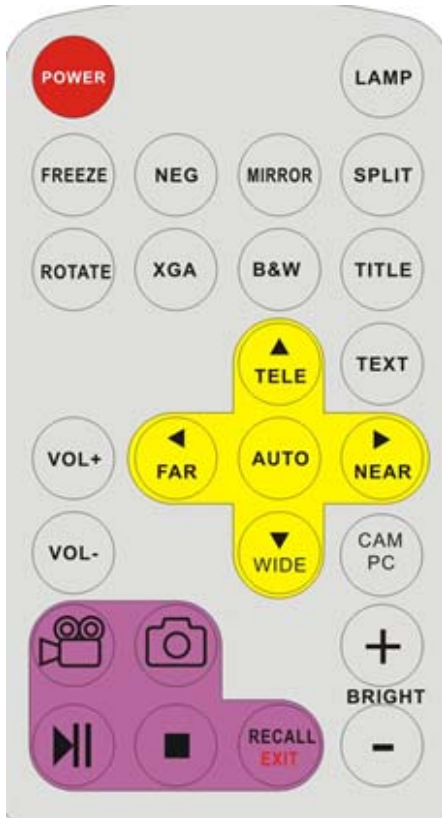 POWER
LAMP
FREEZE
NEG
MIRROR
SPLIT
ROTATE
XGA
B&W
TITLE
TELE
TEXT
VOL+
FAR
AUTO
NEAR
VOL-
WIDE
CAM
PC
+
BRIGHT
RECALL
EXIT
-